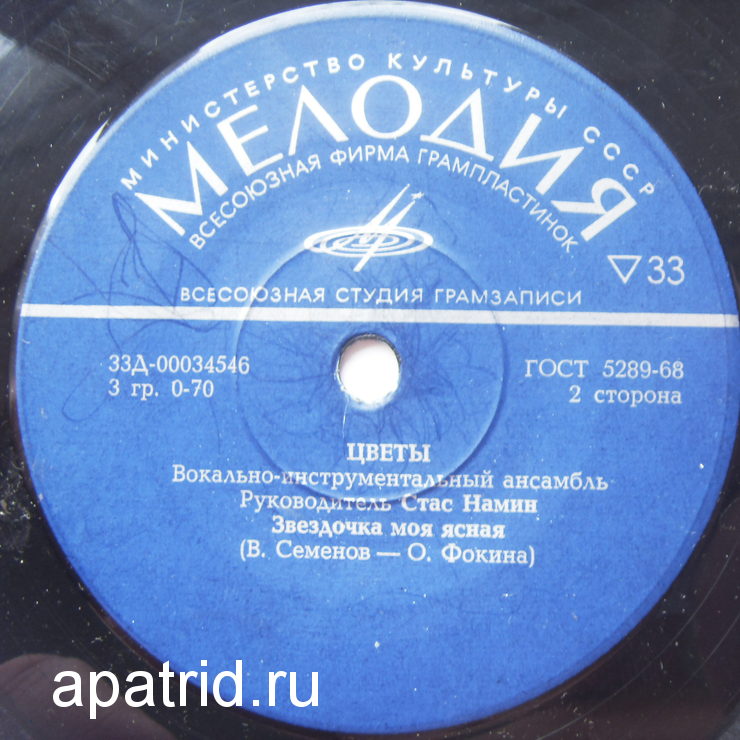 МИНИСТЕРСТВО КУЛЬТУРЫ СССР
МЕЛОДИЯ
ВСЕСОЮЗНАЯ ФИРМА ГРАМПЛАСТИНОК
▽33
ВСЕСОЮЗНАЯ СТУДИЯ ГРАМЗАПИСИ
33Д-00034546
3 гр. 0-70
ГОСТ 5289-68
2 сторона
ЦВЕТЫ
Вокально-инструментальный ансамбль
Руководитель Стас Намин
Звездочка моя ясная
(В. Семенов — О. Фокина)
apatrid.ru